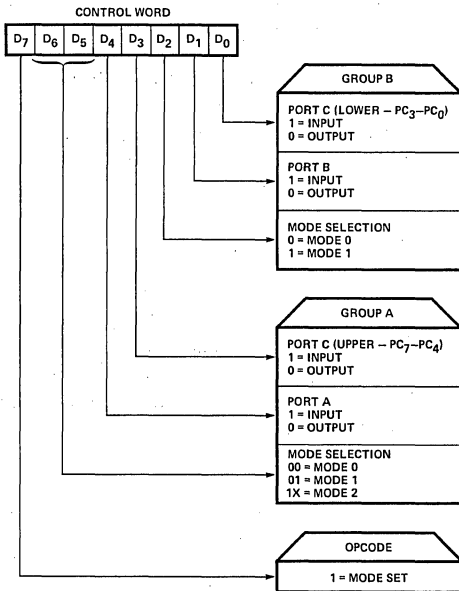 CONTROL WORD
D7 D6 D5 D4 D3 D2 D1 D0
GROUP B
PORT C (LOWER – PC3–PC0)
1 = INPUT
0 = OUTPUT
PORT B
1 = INPUT
0 = OUTPUT
MODE SELECTION
0 = MODE 0
1 = MODE 1
GROUP A
PORT C (UPPER – PC7–PC4)
1 = INPUT
0 = OUTPUT
PORT A
1 = INPUT
0 = OUTPUT
MODE SELECTION
00 = MODE 0
01 = MODE 1
1X = MODE 2
OPCODE
1 = MODE SET